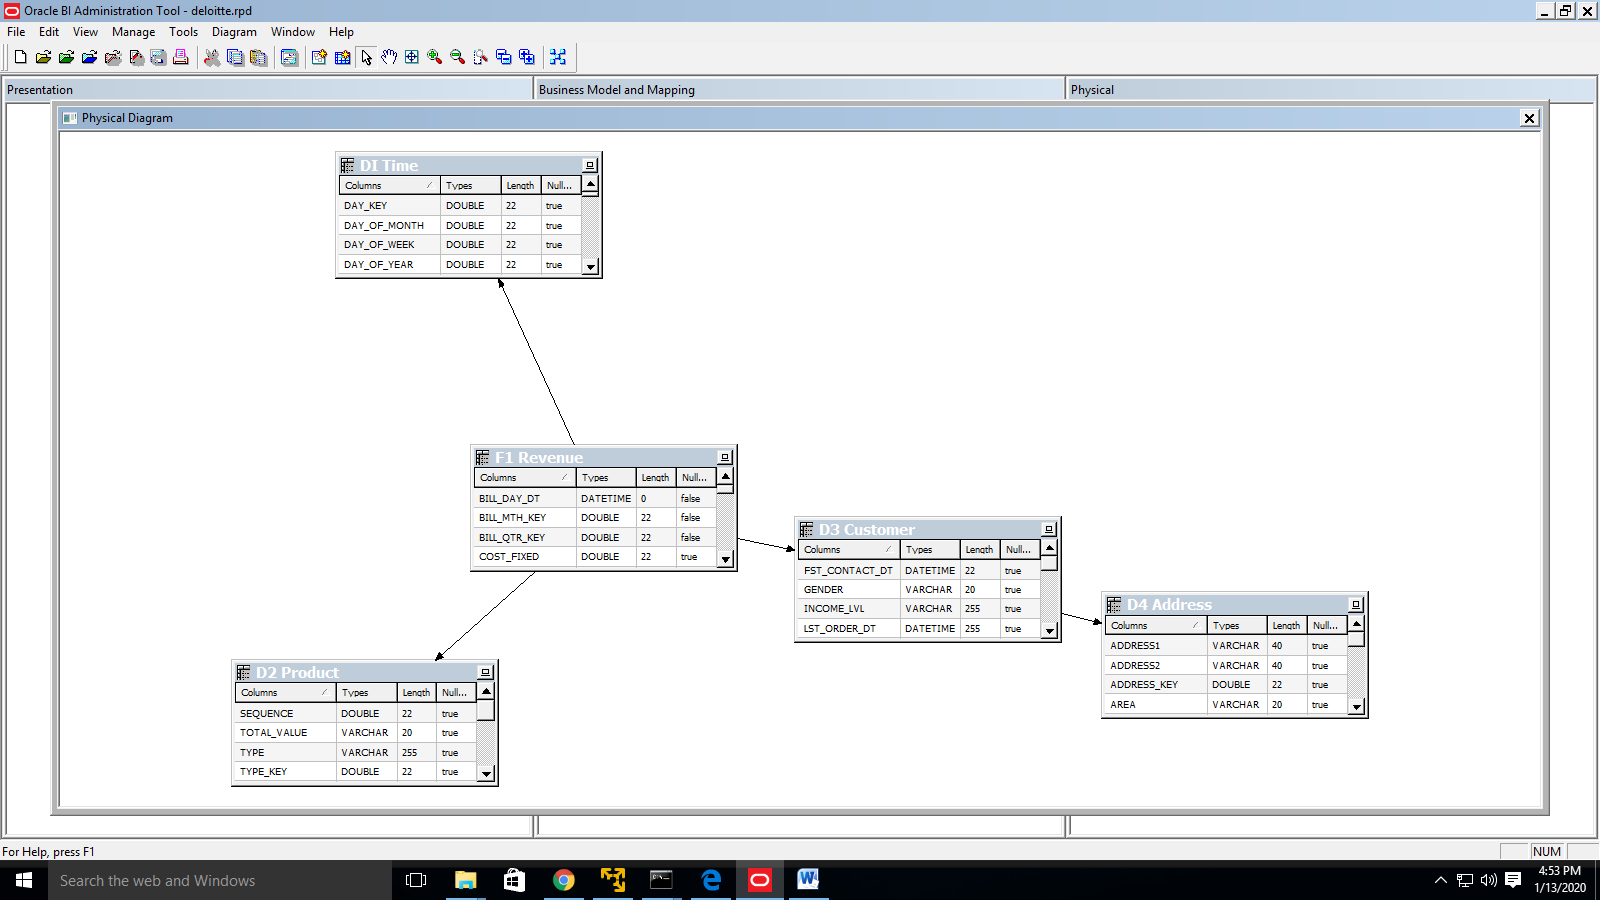 Oracle BI Administration Tool - deloitte.rpd
File Edit View Manage Tools Diagram Window Help
Presentation
Business Model and Mapping
Physical
Physical Diagram
DI Time
Columns Types Length Null...
DAY_KEY DOUBLE 22 true
DAY_OF_MONTH DOUBLE 22 true
DAY_OF_WEEK DOUBLE 22 true
DAY_OF_YEAR DOUBLE 22 true
F1 Revenue
Columns Types Length Null...
BILL_DAY_DT DATETIME 0 false
BILL_MTH_KEY DOUBLE 22 false
BILL_QTR_KEY DOUBLE 22 false
COST_FIXED DOUBLE 22 true
D3 Customer
Columns Types Length Null...
FST_CONTACT_DT DATETIME 22 true
GENDER VARCHAR 20 true
INCOME_LVL VARCHAR 255 true
LST_ORDER_DT DATETIME 255 true
D4 Address
Columns Types Length Null...
ADDRESS1 VARCHAR 40 true
ADDRESS2 VARCHAR 40 true
ADDRESS_KEY DOUBLE 22 true
AREA VARCHAR 20 true
D2 Product
Columns Types Length Null...
SEQUENCE DOUBLE 22 true
TOTAL_VALUE VARCHAR 20 true
TYPE VARCHAR 255 true
TYPE_KEY DOUBLE 22 true
For Help, press F1
NUM
Search the web and Windows
4:53 PM
1/13/2020